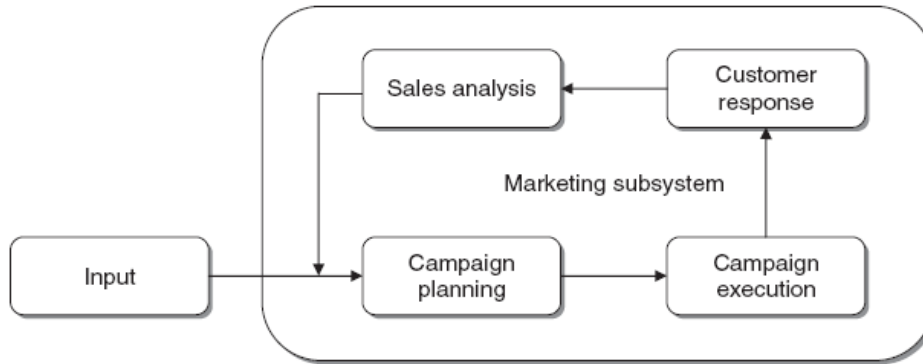 Sales analysis
Customer
response
Marketing subsystem
Input
Campaign
planning
Campaign
execution